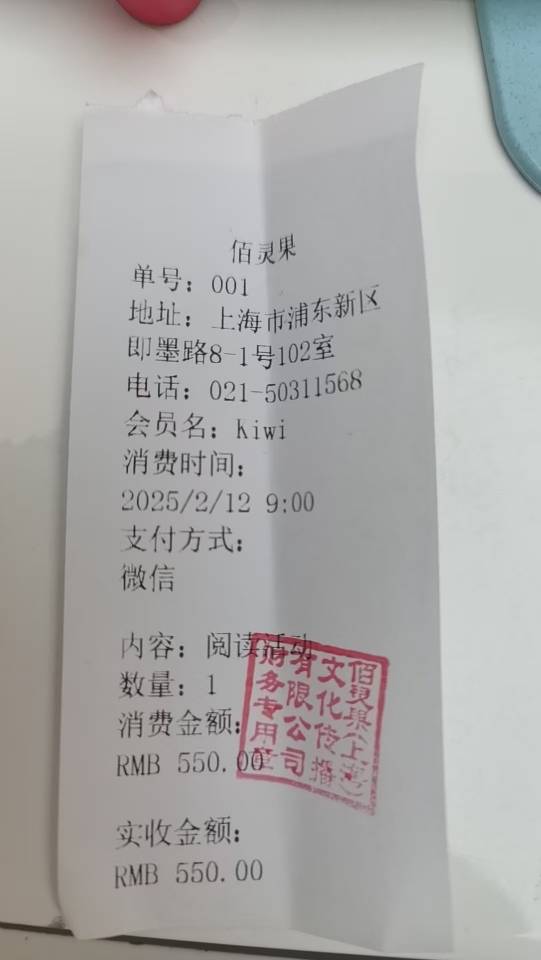 佰灵果
单号：001
地址：上海市浦东新区
即墨路8-1号102室
电话：021-50311568
会员名：Kiwi
消费时间：
2025/2/12 9:00
支付方式：
微信
内容：阅读活动
数量：1
消费金额：
RMB 550.00
实收金额：
RMB 550.00
佰灵果(上海)
文化传播
有限公司
财务专用章